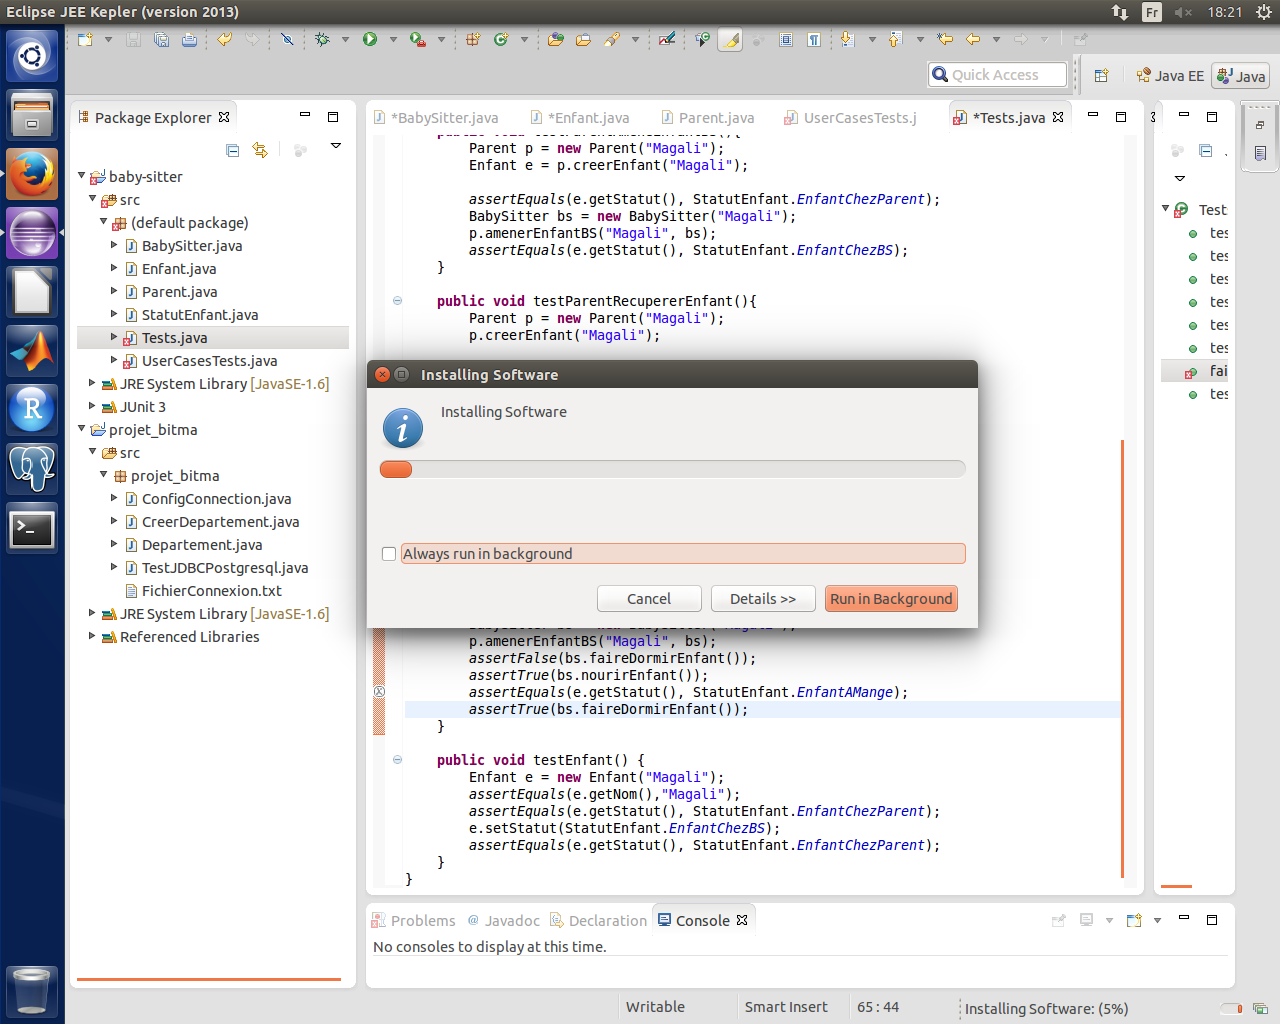 Eclipse JEE Kepler (version 2013)
Fr
18:21
Quick Access
Java EE
Java
Package Explorer
baby-sitter
src
(default package)
BabySitter.java
Enfant.java
Parent.java
StatutEnfant.java
Tests.java
UserCasesTests.java
JRE System Library [JavaSE-1.6]
JUnit 3
projet_bitma
src
projet_bitma
ConfigConnection.java
CreerDepartement.java
Departement.java
TestJDBCPostgresql.java
FichierConnexion.txt
JRE System Library [JavaSE-1.6]
Referenced Libraries
*BabySitter.java
*Enfant.java
Parent.java
UserCasesTests.j
*Tests.java
Parent p = new Parent("Magali");
Enfant e = p.creerEnfant("Magali");
assertEquals(e.getStatut(), StatutEnfant.EnfantChezParent);
BabySitter bs = new BabySitter("Magali");
p.amenerEnfantBS("Magali", bs);
assertEquals(e.getStatut(), StatutEnfant.EnfantChezBS);
}
public void testParentRecupererEnfant(){
Parent p = new Parent("Magali");
p.creerEnfant("Magali");
Installing Software
Installing Software
Always run in background
Cancel
Details >>
Run in Background
p.amenerEnfantBS("Magali", bs);
assertFalse(bs.faireDormirEnfant());
assertTrue(bs.nourirEnfant());
assertEquals(e.getStatut(), StatutEnfant.EnfantAMange);
assertTrue(bs.faireDormirEnfant());
}
public void testEnfant() {
Enfant e = new Enfant("Magali");
assertEquals(e.getNom(),"Magali");
assertEquals(e.getStatut(), StatutEnfant.EnfantChezParent);
e.setStatut(StatutEnfant.EnfantChezBS);
assertEquals(e.getStatut(), StatutEnfant.EnfantChezParent);
}
}
Tests
tes
tes
tes
tes
tes
tes
fai
tes
Problems
@ Javadoc
Declaration
Console
No consoles to display at this time.
Writable
Smart Insert
65 : 44
Installing Software: (5%)